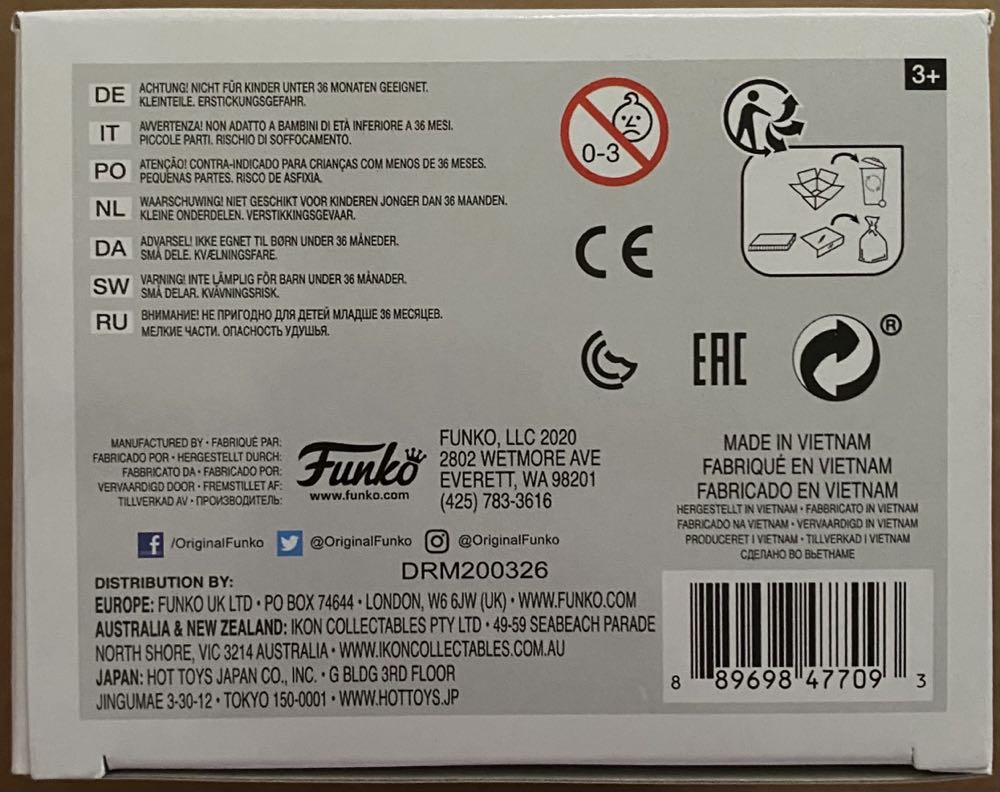 3+
DE ACHTUNG! NICHT FÜR KINDER UNTER 36 MONATEN GEEIGNET.
KLEINTEILE. ERSTICKUNGSGEFAHR.
IT AVVERTENZA! NON ADATTO A BAMBINI DI ETÀ INFERIORE A 36 MESI.
PICCOLE PARTI. RISCHIO DI SOFFOCAMENTO.
PO ATENÇÃO! CONTRA-INDICADO PARA CRIANÇAS COM MENOS DE 36 MESES.
PEQUENAS PARTES. RISCO DE ASFIXIA.
NL WAARSCHUWING! NIET GESCHIKT VOOR KINDEREN JONGER DAN 36 MAANDEN.
KLEINE ONDERDELEN. VERSTIKKINGSGEVAAR.
DA ADVARSEL! IKKE EGNET TIL BØRN UNDER 36 MÅNEDER.
SMÅ DELE. KVÆLNINGSFARE.
SW VARNING! INTE LÄMPLIG FÖR BARN UNDER 36 MÅNADER.
SMÅ DELAR. KVÄVNINGSRISK.
RU ВНИМАНИЕ! НЕ ПРИГОДНО ДЛЯ ДЕТЕЙ МЛАДШЕ 36 МЕСЯЦЕВ.
МЕЛКИЕ ЧАСТИ. ОПАСНОСТЬ УДУШЬЯ.
0-3
CE
EAC
®
MANUFACTURED BY • FABRIQUÉ PAR:
FABRICADO POR • HERGESTELLT DURCH:
FABBRICATO DA • FABRICADO POR:
VERVAARDIGD DOOR • FREMSTILLET AF:
TILLVERKAD AV • ПРОИЗВОДИТЕЛЬ:
Funko
www.funko.com
FUNKO, LLC 2020
2802 WETMORE AVE
EVERETT, WA 98201
(425) 783-3616
MADE IN VIETNAM
FABRIQUÉ EN VIETNAM
FABRICADO EN VIETNAM
HERGESTELLT IN VIETNAM • FABBRICATO IN VIETNAM
FABRICADO NA VIETNAM • VERVAARDIGD IN VIETNAM
PRODUCERET I VIETNAM • TILLVERKAD I VIETNAM
СДЕЛАНО ВО ВЬЕТНАМЕ
f /OriginalFunko @OriginalFunko @OriginalFunko
DRM200326
DISTRIBUTION BY:
EUROPE: FUNKO UK LTD • PO BOX 74644 • LONDON, W6 6JW (UK) • WWW.FUNKO.COM
AUSTRALIA & NEW ZEALAND: IKON COLLECTABLES PTY LTD • 49-59 SEABEACH PARADE
NORTH SHORE, VIC 3214 AUSTRALIA • WWW.IKONCOLLECTABLES.COM.AU
JAPAN: HOT TOYS JAPAN CO., INC. • G BLDG 3RD FLOOR
JINGUMAE 3-30-12 • TOKYO 150-0001 • WWW.HOTTOYS.JP
8 89698 47709 3